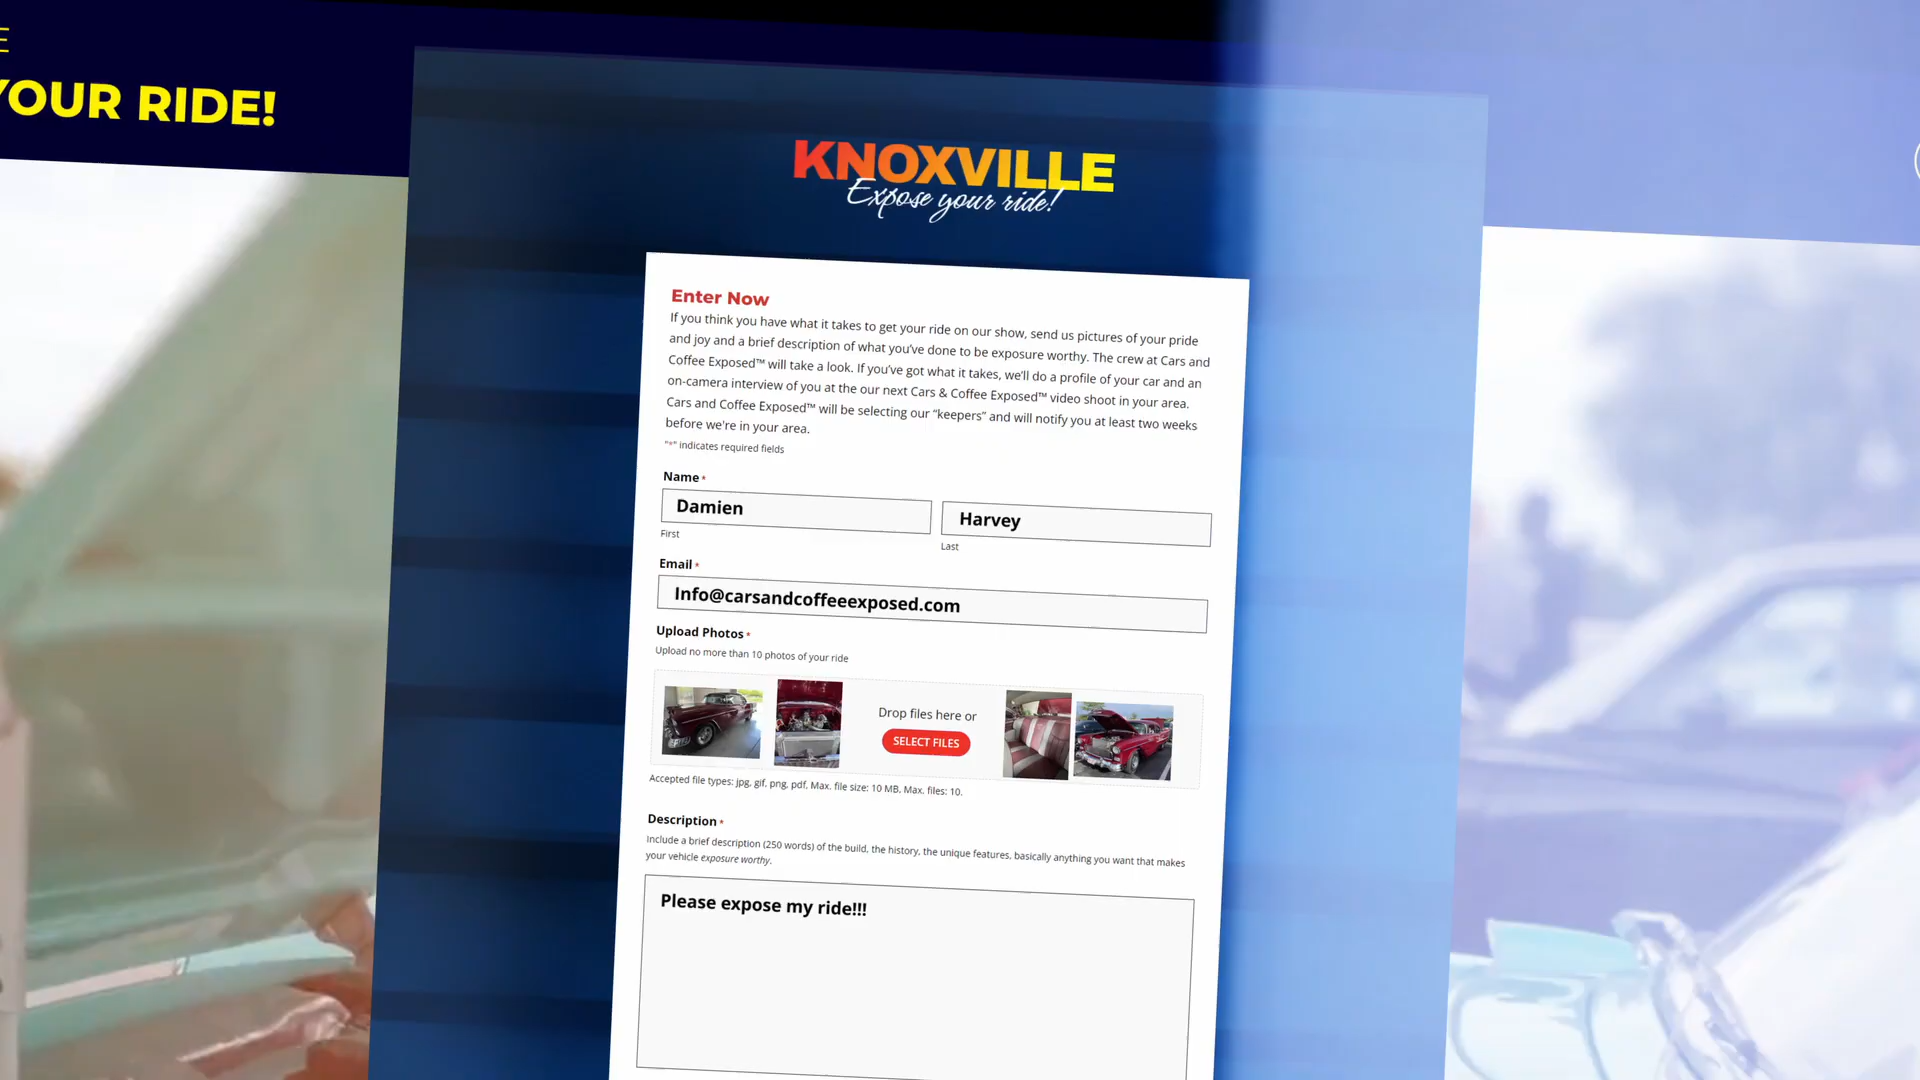 E
YOUR RIDE!
KNOXVILLE
Expose your ride!
Enter Now
If you think you have what it takes to get your ride on our show, send us pictures of your pride
and joy and a brief description of what you've done to be exposure worthy. The crew at Cars and
Coffee Exposed™ will take a look. If you've got what it takes, we'll do a profile of your car and an
on-camera interview of you at the our next Cars & Coffee Exposed™ video shoot in your area.
Cars and Coffee Exposed™ will be selecting our “keepers” and will notify you at least two weeks
before we're in your area.
"*" indicates required fields
Name *
Damien Harvey
First Last
Email *
Info@carsandcoffeeexposed.com
Upload Photos *
Upload no more than 10 photos of your ride
Drop files here or
SELECT FILES
Accepted file types: jpg, gif, png, pdf, Max. file size: 10 MB, Max. files: 10.
Description *
Include a brief description (250 words) of the build, the history, the unique features, basically anything you want that makes
your vehicle exposure worthy.
Please expose my ride!!!